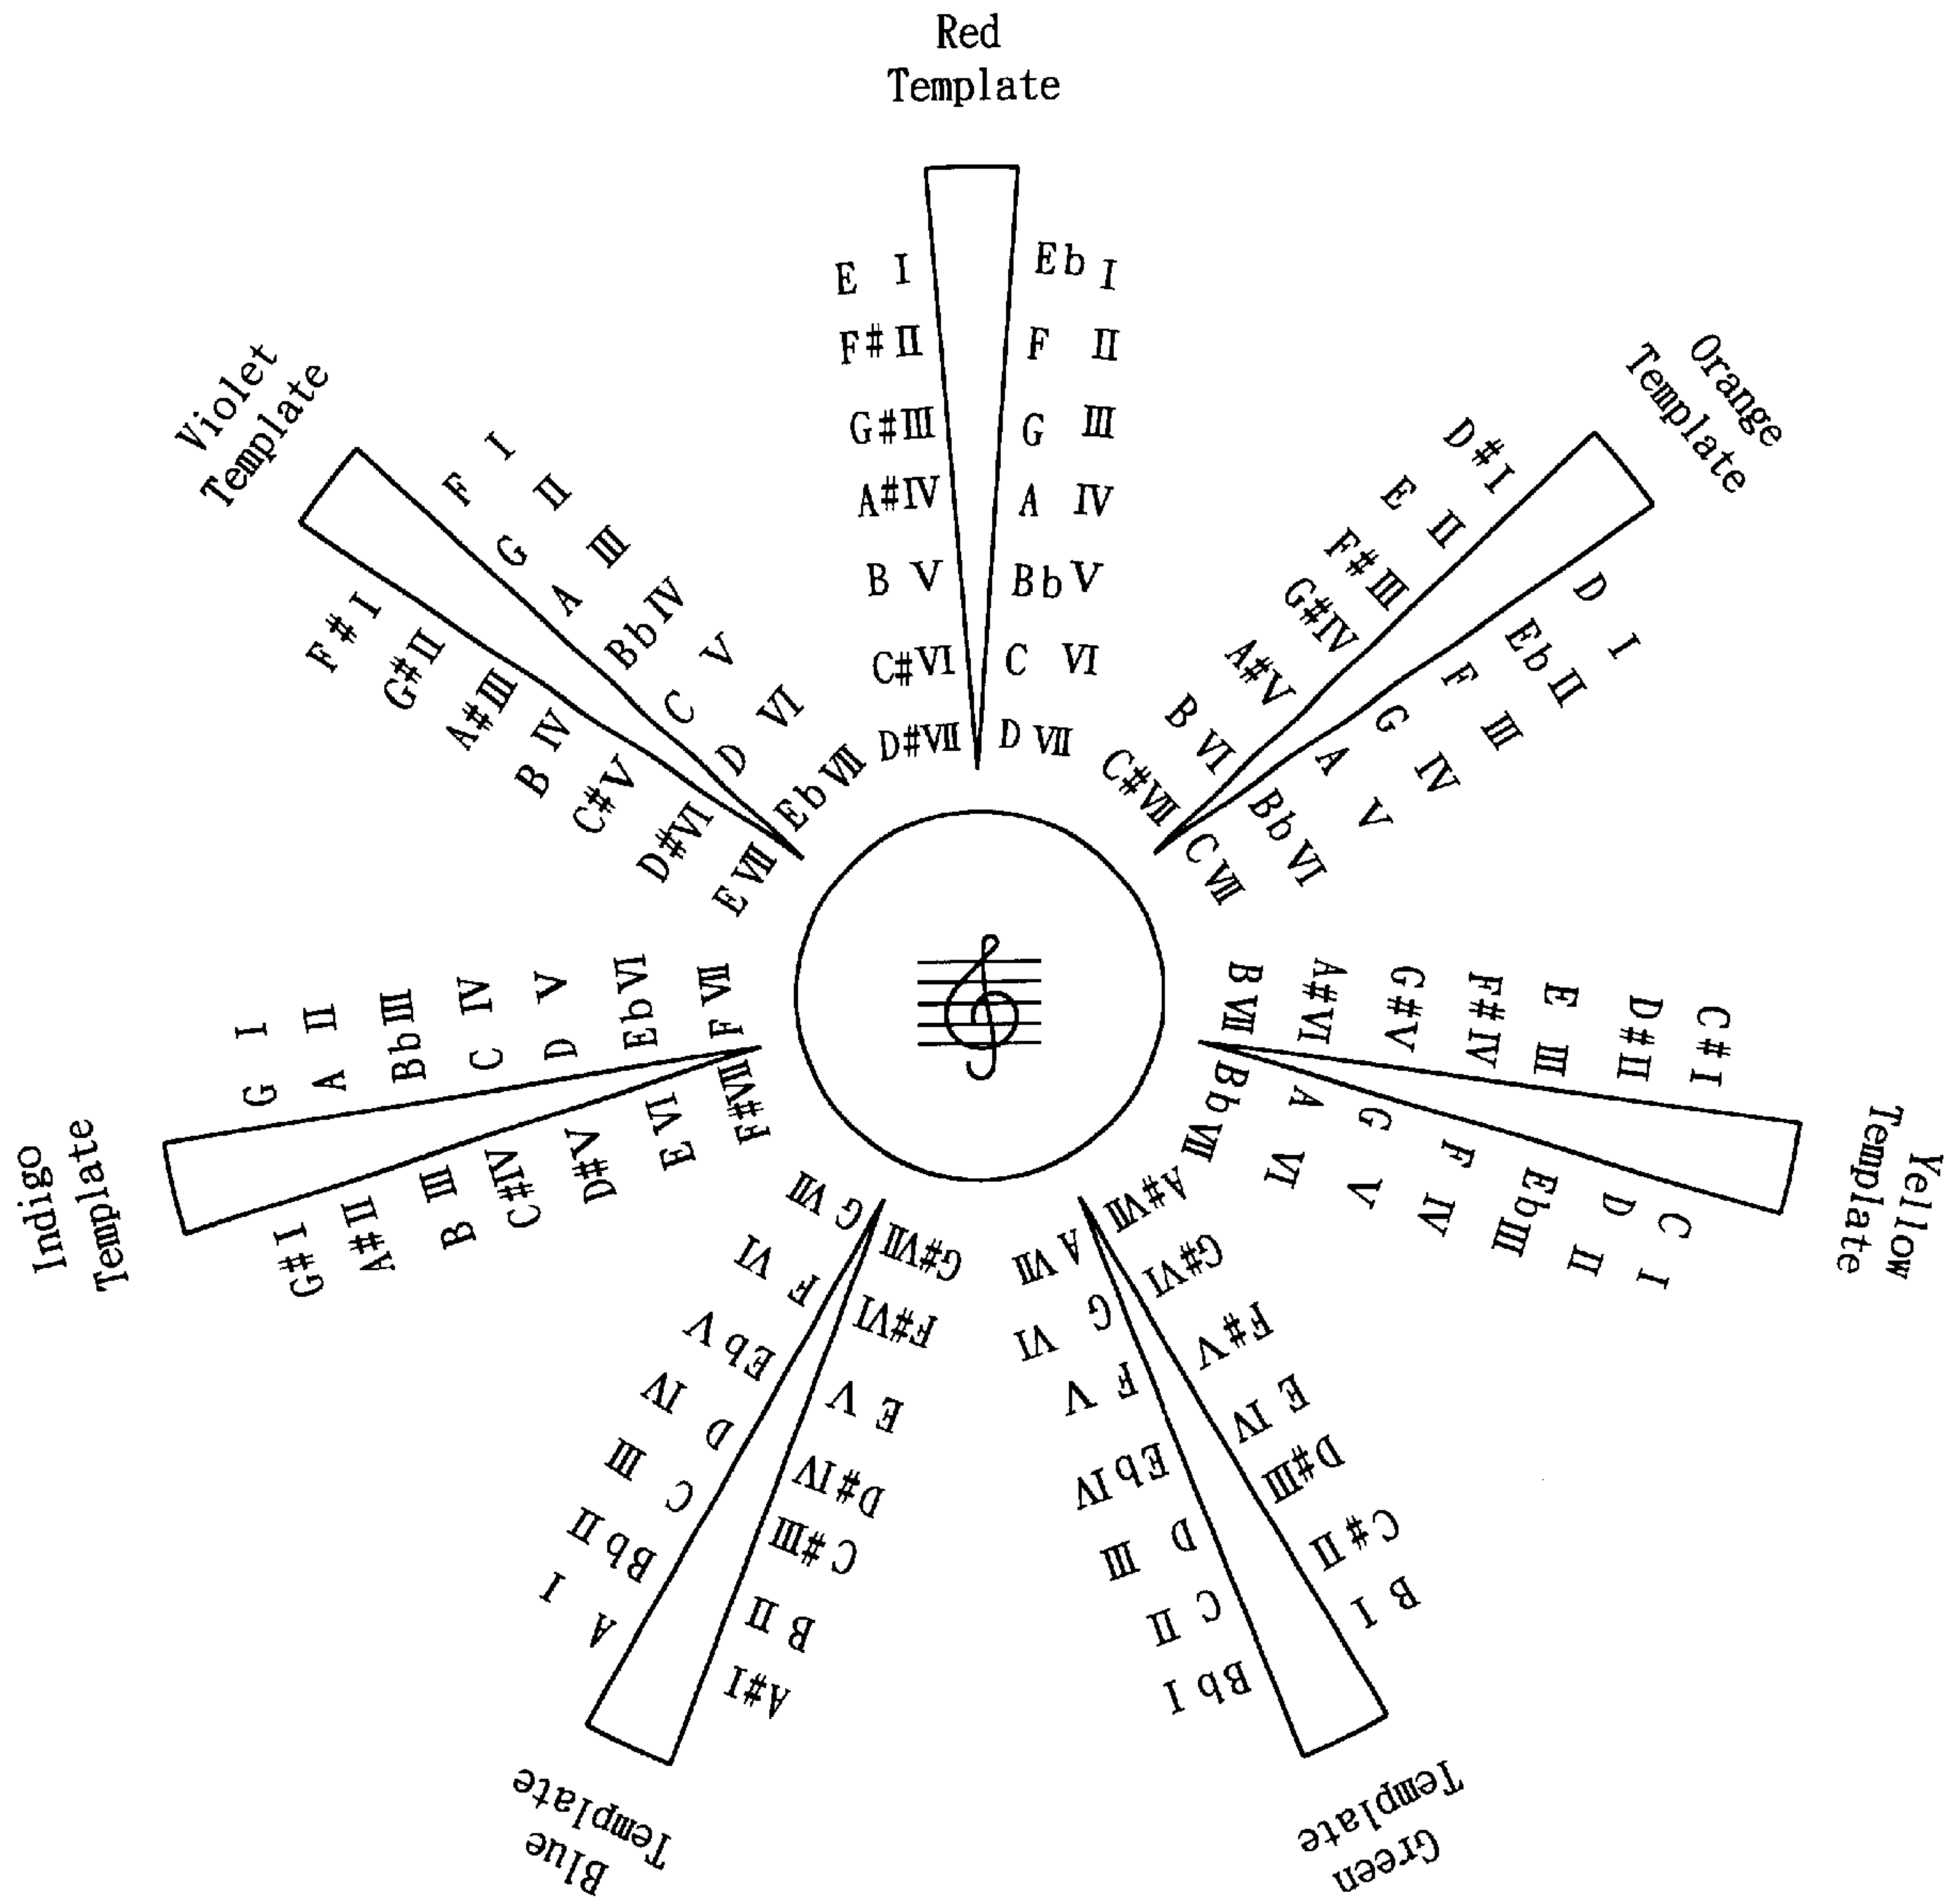 Red
Template
E I
F# II
G# III
A# IV
B V
C# VI
D# VII
Eb I
F II
G III
A IV
Bb V
C VI
D VII
Orange
Template
D# I
E II
F# III
G# IV
A# V
B VI
C# VII
D I
Eb II
F III
G IV
A V
Bb VI
C VII
Yellow
Template
C# I
D# II
E III
F# IV
G# V
A# VI
B VII
C I
D II
Eb III
F IV
G V
A VI
Bb VII
Green
Template
B I
C# II
D# III
E IV
F# V
G# VI
A# VII
Bb I
C II
D III
Eb IV
F V
G VI
A VII
Blue
Template
A# I
B II
C# III
D# IV
E V
F# VI
G# VII
A I
Bb II
C III
D IV
Eb V
F VI
G VII
Indigo
Template
G# I
A# II
B III
C# IV
D# V
E VI
F# VII
G I
A II
Bb III
C IV
D V
Eb VI
F VII
Violet
Template
F# I
G# II
A# III
B IV
C# V
D# VI
E VII
F I
G II
A III
Bb IV
C V
D VI
Eb VII